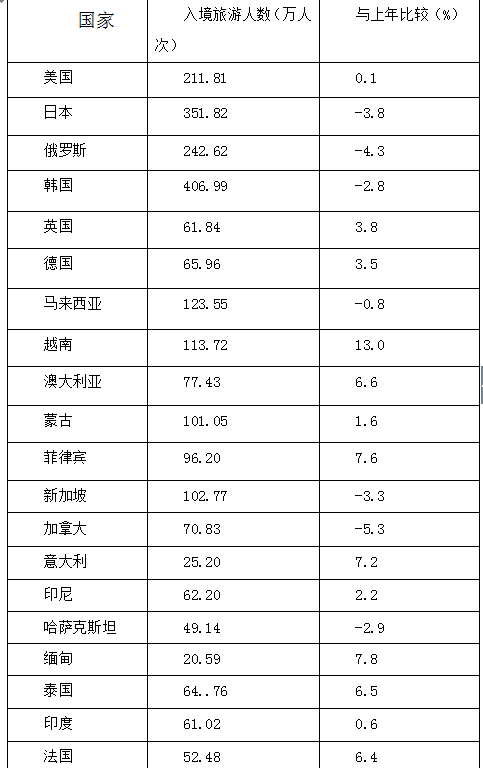 国家 入境旅游人数(万人次) 与上年比较(%)
美国 211.81 0.1
日本 351.82 -3.8
俄罗斯 242.62 -4.3
韩国 406.99 -2.8
英国 61.84 3.8
德国 65.96 3.5
马来西亚 123.55 -0.8
越南 113.72 13.0
澳大利亚 77.43 6.6
蒙古 101.05 1.6
菲律宾 96.20 7.6
新加坡 102.77 -3.3
加拿大 70.83 -5.3
意大利 25.20 7.2
印尼 62.20 2.2
哈萨克斯坦 49.14 -2.9
缅甸 20.59 7.8
泰国 64..76 6.5
印度 61.02 0.6
法国 52.48 6.4